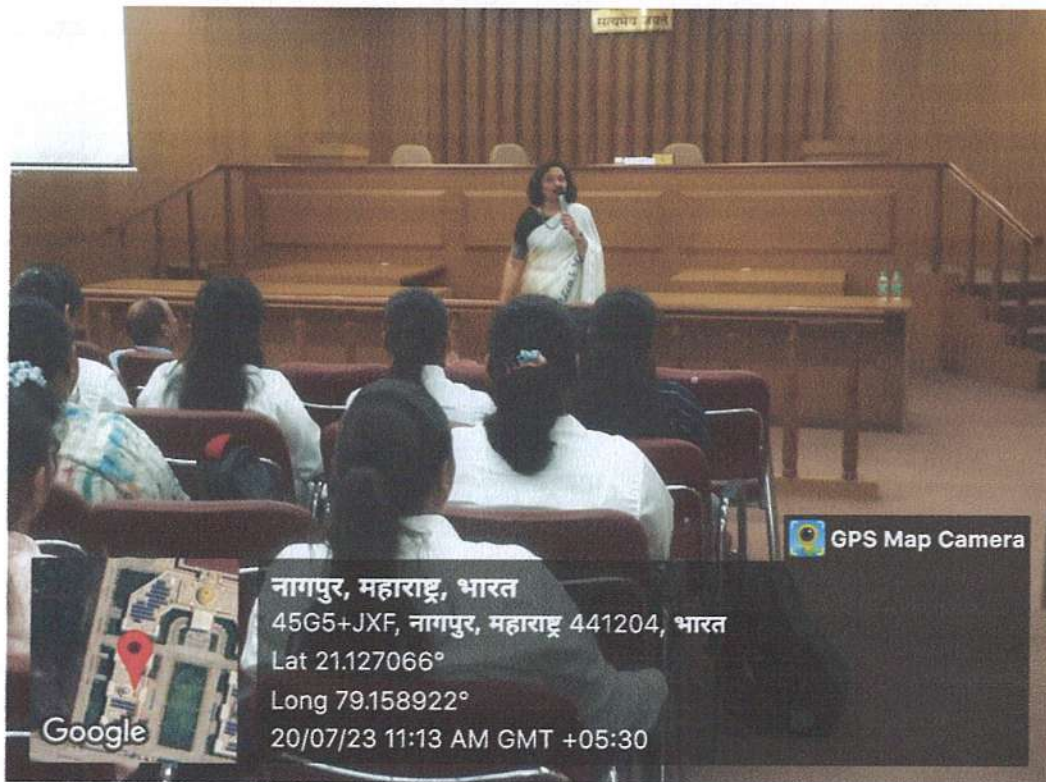 सत्यमेव जयते
GPS Map Camera
नागपुर, महाराष्ट्र, भारत
45G5+JXF, नागपुर, महाराष्ट्र 441204, भारत
Lat 21.127066°
Long 79.158922°
20/07/23 11:13 AM GMT +05:30
Google